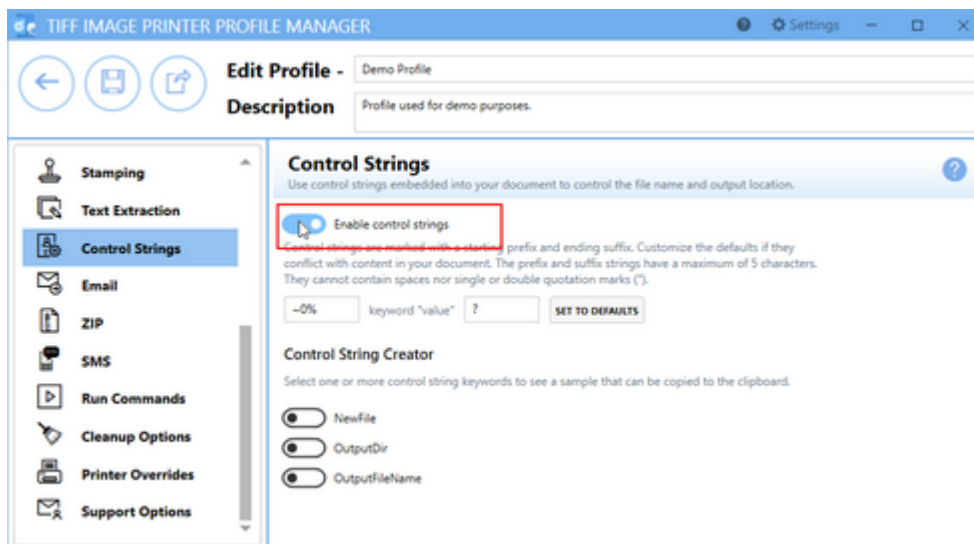 TIFF IMAGE PRINTER PROFILE MANAGER
Settings
Edit Profile - Demo Profile
Description Profile used for demo purposes.
Stamping
Text Extraction
Control Strings
Email
ZIP
SMS
Run Commands
Cleanup Options
Printer Overrides
Support Options
Control Strings
Use control strings embedded into your document to control the file name and output location.
Enable control strings
Control strings are marked with a starting prefix and ending suffix. Customize the defaults if they
conflict with content in your document. The prefix and suffix strings have a maximum of 5 characters.
They cannot contain spaces nor single or double quotation marks (").
~0% keyword "value" ? SET TO DEFAULTS
Control String Creator
Select one or more control string keywords to see a sample that can be copied to the clipboard.
NewFile
OutputDir
OutputFileName